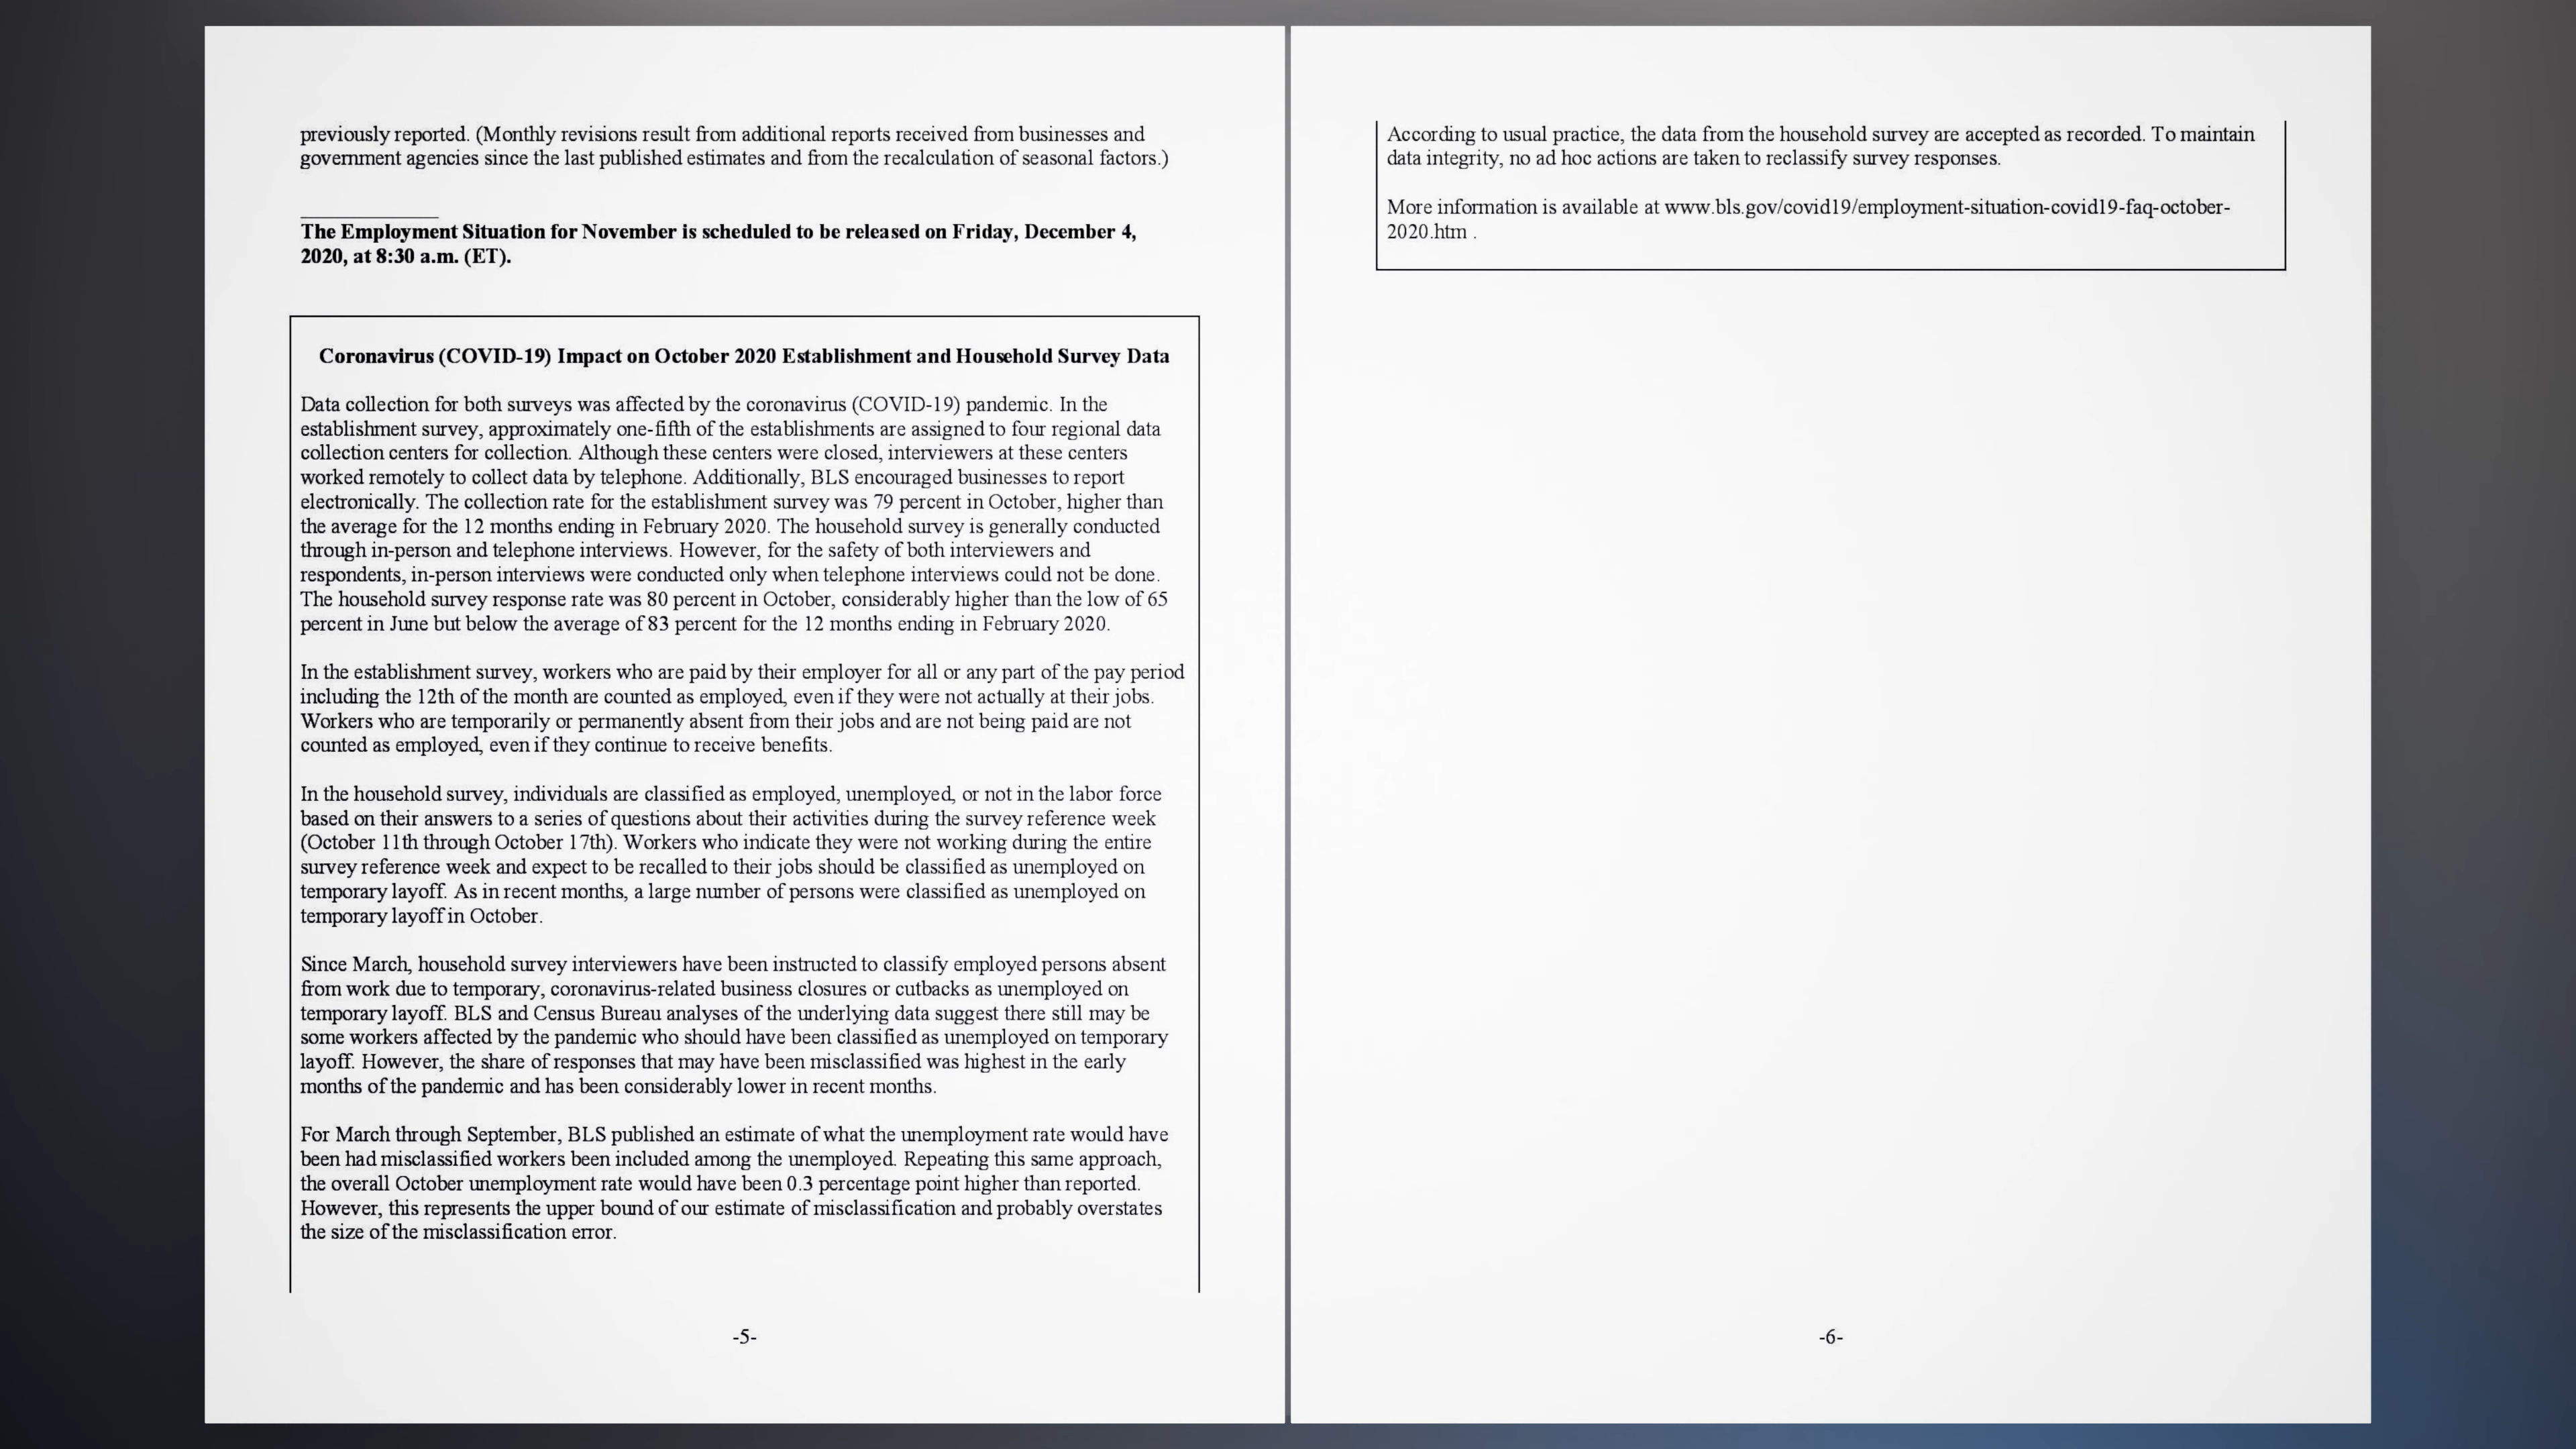 previously reported. (Monthly revisions result from additional reports received from businesses and
government agencies since the last published estimates and from the recalculation of seasonal factors.)
The Employment Situation for November is scheduled to be released on Friday, December 4,
2020, at 8:30 a.m. (ET).
Coronavirus (COVID-19) Impact on October 2020 Establishment and Household Survey Data
Data collection for both surveys was affected by the coronavirus (COVID-19) pandemic. In the
establishment survey, approximately one-fifth of the establishments are assigned to four regional data
collection centers for collection. Although these centers were closed, interviewers at these centers
worked remotely to collect data by telephone. Additionally, BLS encouraged businesses to report
electronically. The collection rate for the establishment survey was 79 percent in October, higher than
the average for the 12 months ending in February 2020. The household survey is generally conducted
through in-person and telephone interviews. However, for the safety of both interviewers and
respondents, in-person interviews were conducted only when telephone interviews could not be done.
The household survey response rate was 80 percent in October, considerably higher than the low of 65
percent in June but below the average of 83 percent for the 12 months ending in February 2020.
In the establishment survey, workers who are paid by their employer for all or any part of the pay period
including the 12th of the month are counted as employed, even if they were not actually at their jobs.
Workers who are temporarily or permanently absent from their jobs and are not being paid are not
counted as employed, even if they continue to receive benefits.
In the household survey, individuals are classified as employed, unemployed, or not in the labor force
based on their answers to a series of questions about their activities during the survey reference week
(October 11th through October 17th). Workers who indicate they were not working during the entire
survey reference week and expect to be recalled to their jobs should be classified as unemployed on
temporary layoff. As in recent months, a large number of persons were classified as unemployed on
temporary layoff in October.
Since March, household survey interviewers have been instructed to classify employed persons absent
from work due to temporary, coronavirus-related business closures or cutbacks as unemployed on
temporary layoff. BLS and Census Bureau analyses of the underlying data suggest there still may be
some workers affected by the pandemic who should have been classified as unemployed on temporary
layoff. However, the share of responses that may have been misclassified was highest in the early
months of the pandemic and has been considerably lower in recent months.
For March through September, BLS published an estimate of what the unemployment rate would have
been had misclassified workers been included among the unemployed. Repeating this same approach,
the overall October unemployment rate would have been 0.3 percentage point higher than reported.
However, this represents the upper bound of our estimate of misclassification and probably overstates
the size of the misclassification error.
-5-
According to usual practice, the data from the household survey are accepted as recorded. To maintain
data integrity, no ad hoc actions are taken to reclassify survey responses.
More information is available at www.bls.gov/covid19/employment-situation-covid19-faq-october-
2020.htm .
-6-